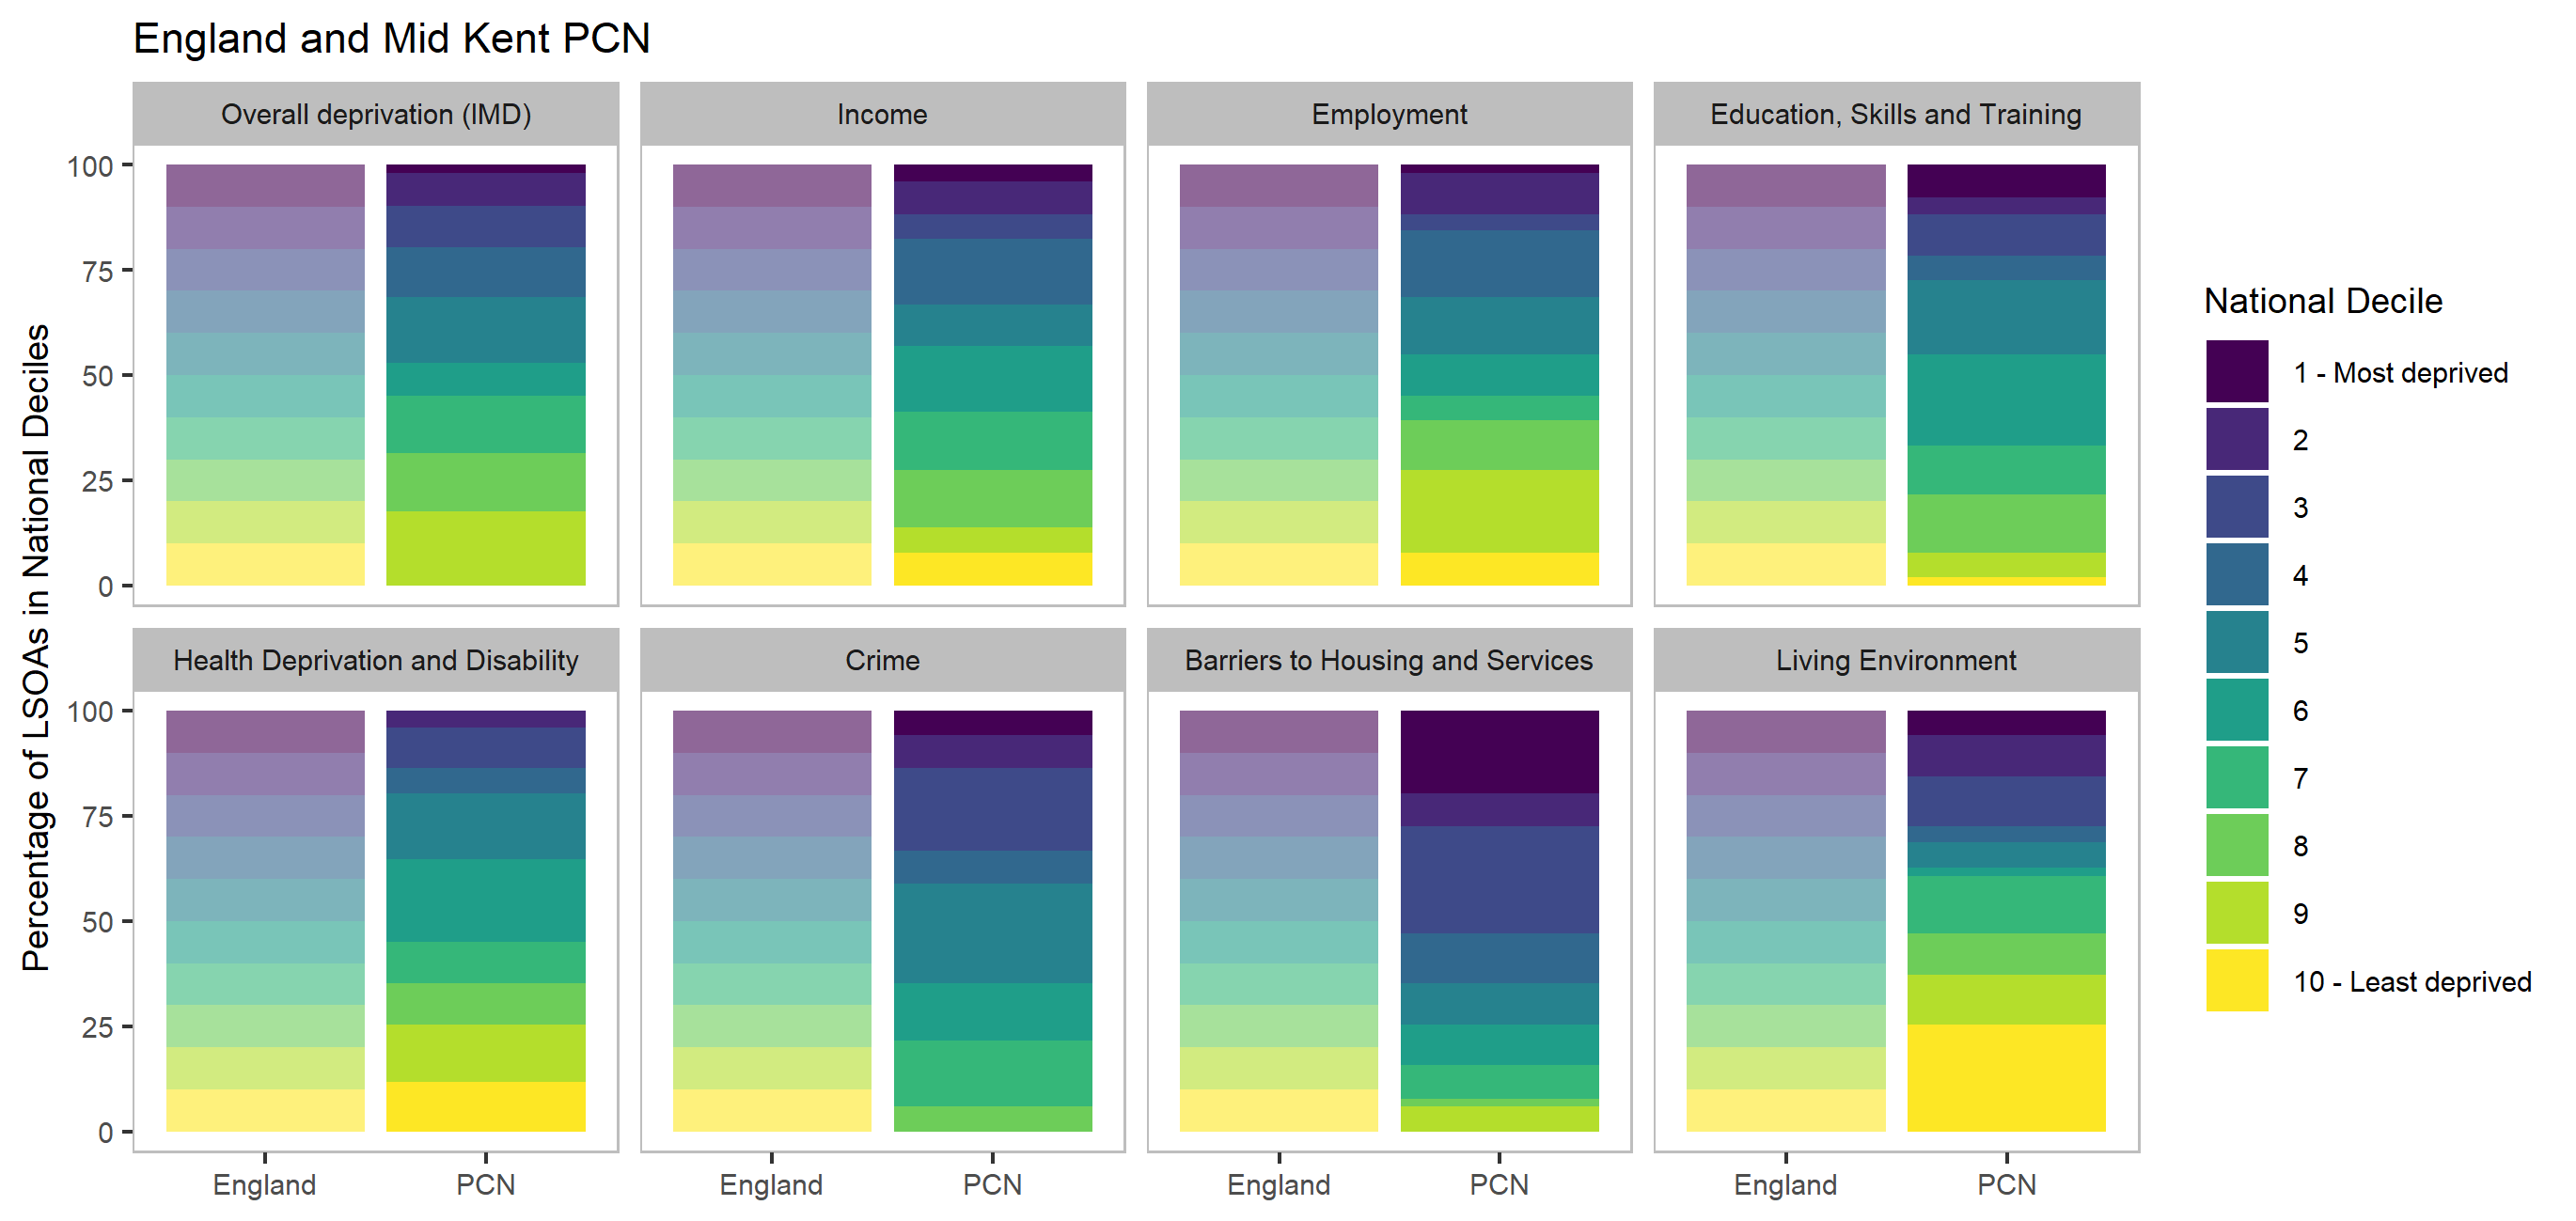 England and Mid Kent PCN
Overall deprivation (IMD)
Income
Employment
Education, Skills and Training
100
75
50
25
0
Health Deprivation and Disability
Crime
Barriers to Housing and Services
Living Environment
100
75
50
25
0
England
PCN
England
PCN
England
PCN
England
PCN
Percentage of LSOAs in National Deciles
National Decile
1 - Most deprived
2
3
4
5
6
7
8
9
10 - Least deprived